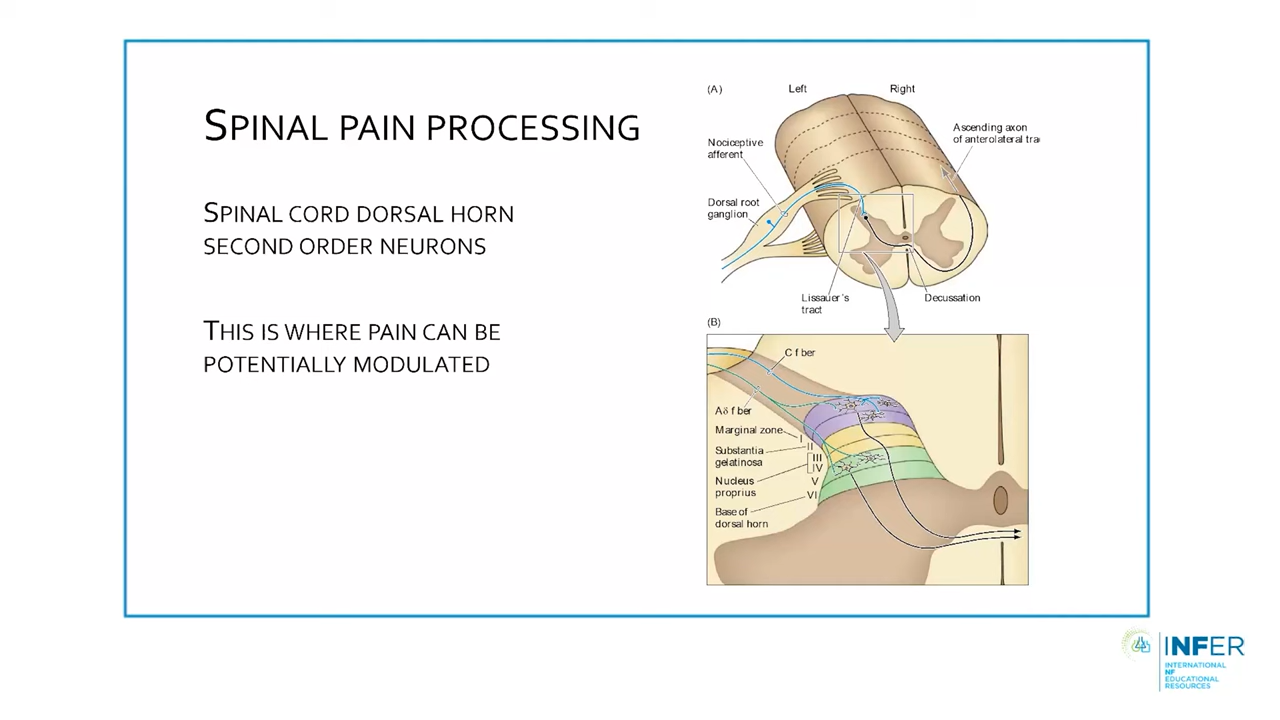 SPINAL PAIN PROCESSING
SPINAL CORD DORSAL HORN
SECOND ORDER NEURONS
THIS IS WHERE PAIN CAN BE
POTENTIALLY MODULATED
(A)
Left
Right
Nociceptive
afferent
Ascending axon
of anterolateral tra
Dorsal root
ganglion
Lissauer's
tract
Decussation
(B)
C f ber
Aδ f ber
Marginal zone
I
II
Substantia
gelatinosa
III
IV
Nucleus
proprius
V
VI
Base of
dorsal horn
INFER
INTERNATIONAL
NF
EDUCATIONAL
RESOURCES